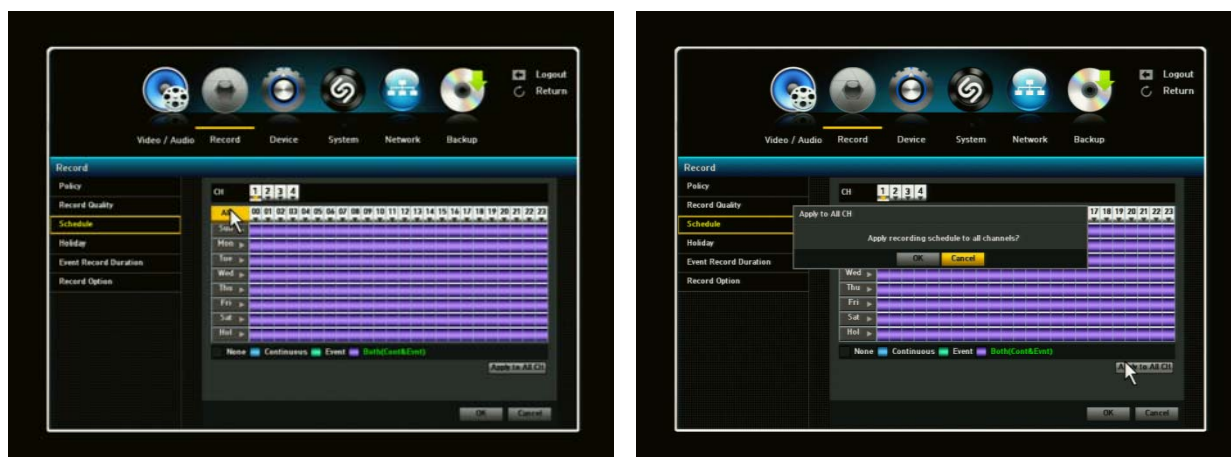 Logout
Return
Video / Audio Record Device System Network Backup
Record
Policy
Record Quality
Schedule
Holiday
Event Record Duration
Record Option
CH 1 2 3 4
00 01 02 03 04 05 06 07 08 09 10 11 12 13 14 15 16 17 18 19 20 21 22 23
Sun
Mon
Tue
Wed
Thu
Fri
Sat
Hol
None Continuous Event Both(Cont&Evnt)
Apply to All CH
OK Cancel
Logout
Return
Video / Audio Record Device System Network Backup
Record
Policy
Record Quality
Schedule
Holiday
Event Record Duration
Record Option
CH 1 2 3 4
17 18 19 20 21 22 23
Apply to All CH
Apply recording schedule to all channels?
OK Cancel
Wed
Thu
Fri
Sat
Hol
None Continuous Event Both(Cont&Evnt)
to All CH
OK Cancel